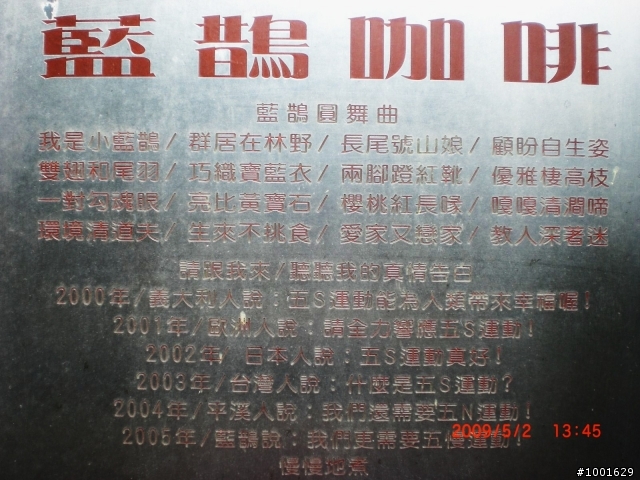 藍鵲咖啡
藍鵲圓舞曲
我是小藍鵲/ 群居在林野/ 長尾號山娘/ 顧盼自生姿
雙翅和尾羽/ 巧織寶藍衣/ 兩腳蹬紅靴/ 優雅棲高枝
一對勾魂眼/ 亮比黃寶石/ 櫻桃紅長喙/ 嘎嘎清澗啼
環境清道夫/ 生來不挑食/ 愛家又戀家/ 教人深著迷
請跟我來/聽聽我的真情告白
2000年/義大利人說：五S運動能為人類帶來幸福喔！
2001年/歐洲人說：請全力響應五S運動！
2002年/ 日本人說：五S運動真好！
2003年/台灣人說：什麼是五S運動？
2004年/平溪人說：我們還需要五N運動！
2005年/藍鵲說：我們更需要五慢運動！
慢慢地煮
2009/5/2 13:45
#1001629